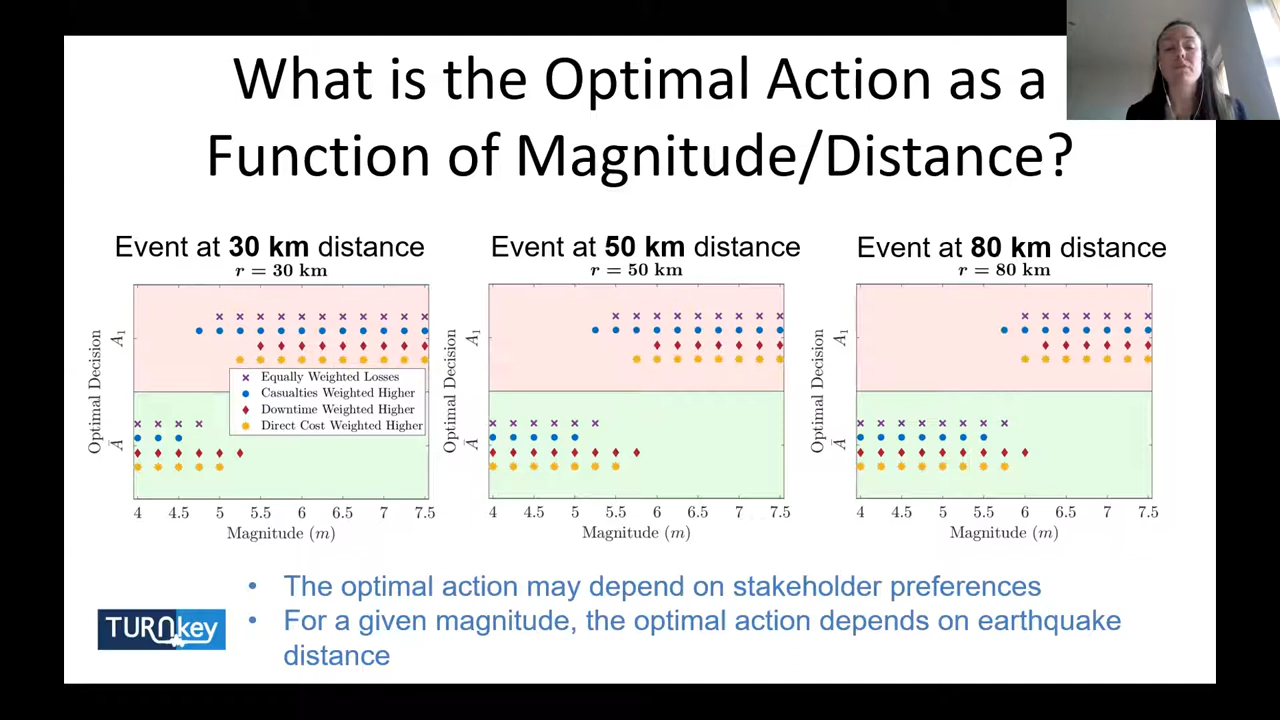 What is the Optimal Action as a
Function of Magnitude/Distance?
Event at 30 km distance
r = 30 km
Optimal Decision
A₁
Ā
Equally Weighted Losses
Casualties Weighted Higher
Downtime Weighted Higher
Direct Cost Weighted Higher
4 4.5 5 5.5 6 6.5 7 7.5
Magnitude (m)
Event at 50 km distance
r = 50 km
Optimal Decision
A₁
Ā
4 4.5 5 5.5 6 6.5 7 7.5
Magnitude (m)
Event at 80 km distance
r = 80 km
Optimal Decision
A₁
Ā
4 4.5 5 5.5 6 6.5 7 7.5
Magnitude (m)
• The optimal action may depend on stakeholder preferences
• For a given magnitude, the optimal action depends on earthquake
distance
TURNkey